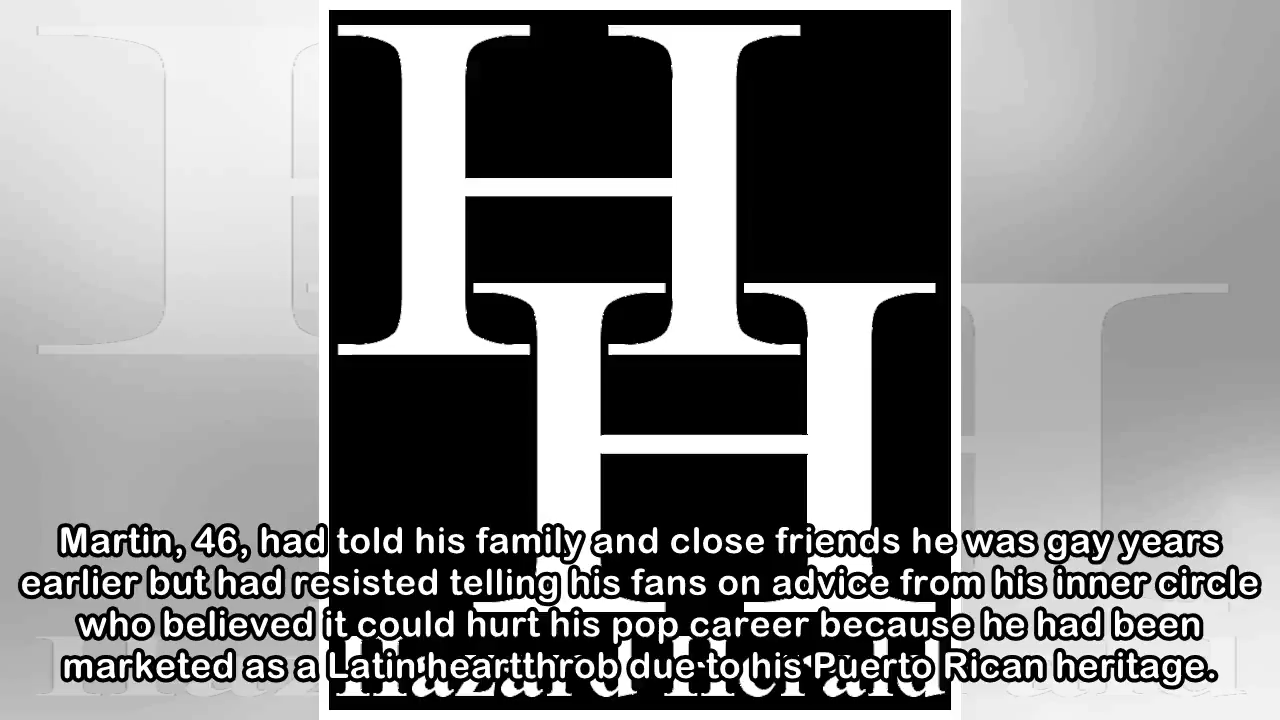 H
H
Martin, 46, had told his family and close friends he was gay years
earlier but had resisted telling his fans on advice from his inner circle
who believed it could hurt his pop career because he had been
marketed as a Latin heartthrob due to his Puerto Rican heritage.
Hazard Herald